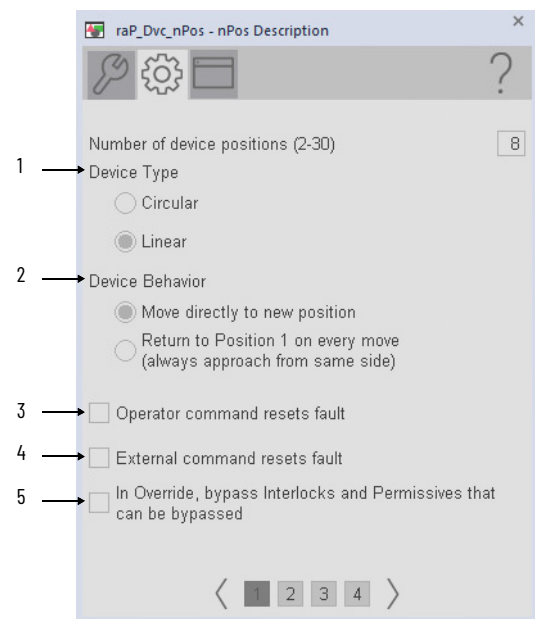 raP_Dvc_nPos - nPos Description
×
?
Number of device positions (2-30) 8
1 Device Type
Circular
Linear
2 Device Behavior
Move directly to new position
Return to Position 1 on every move
(always approach from same side)
3 Operator command resets fault
4 External command resets fault
5 In Override, bypass Interlocks and Permissives that
can be bypassed
1 2 3 4